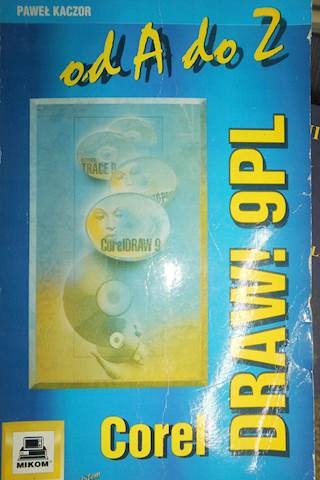 PAWEŁ KACZOR
od A do Z
TRACE 9
CorelDRAW 9
Corel
DRAW! 9PL
MIKOM